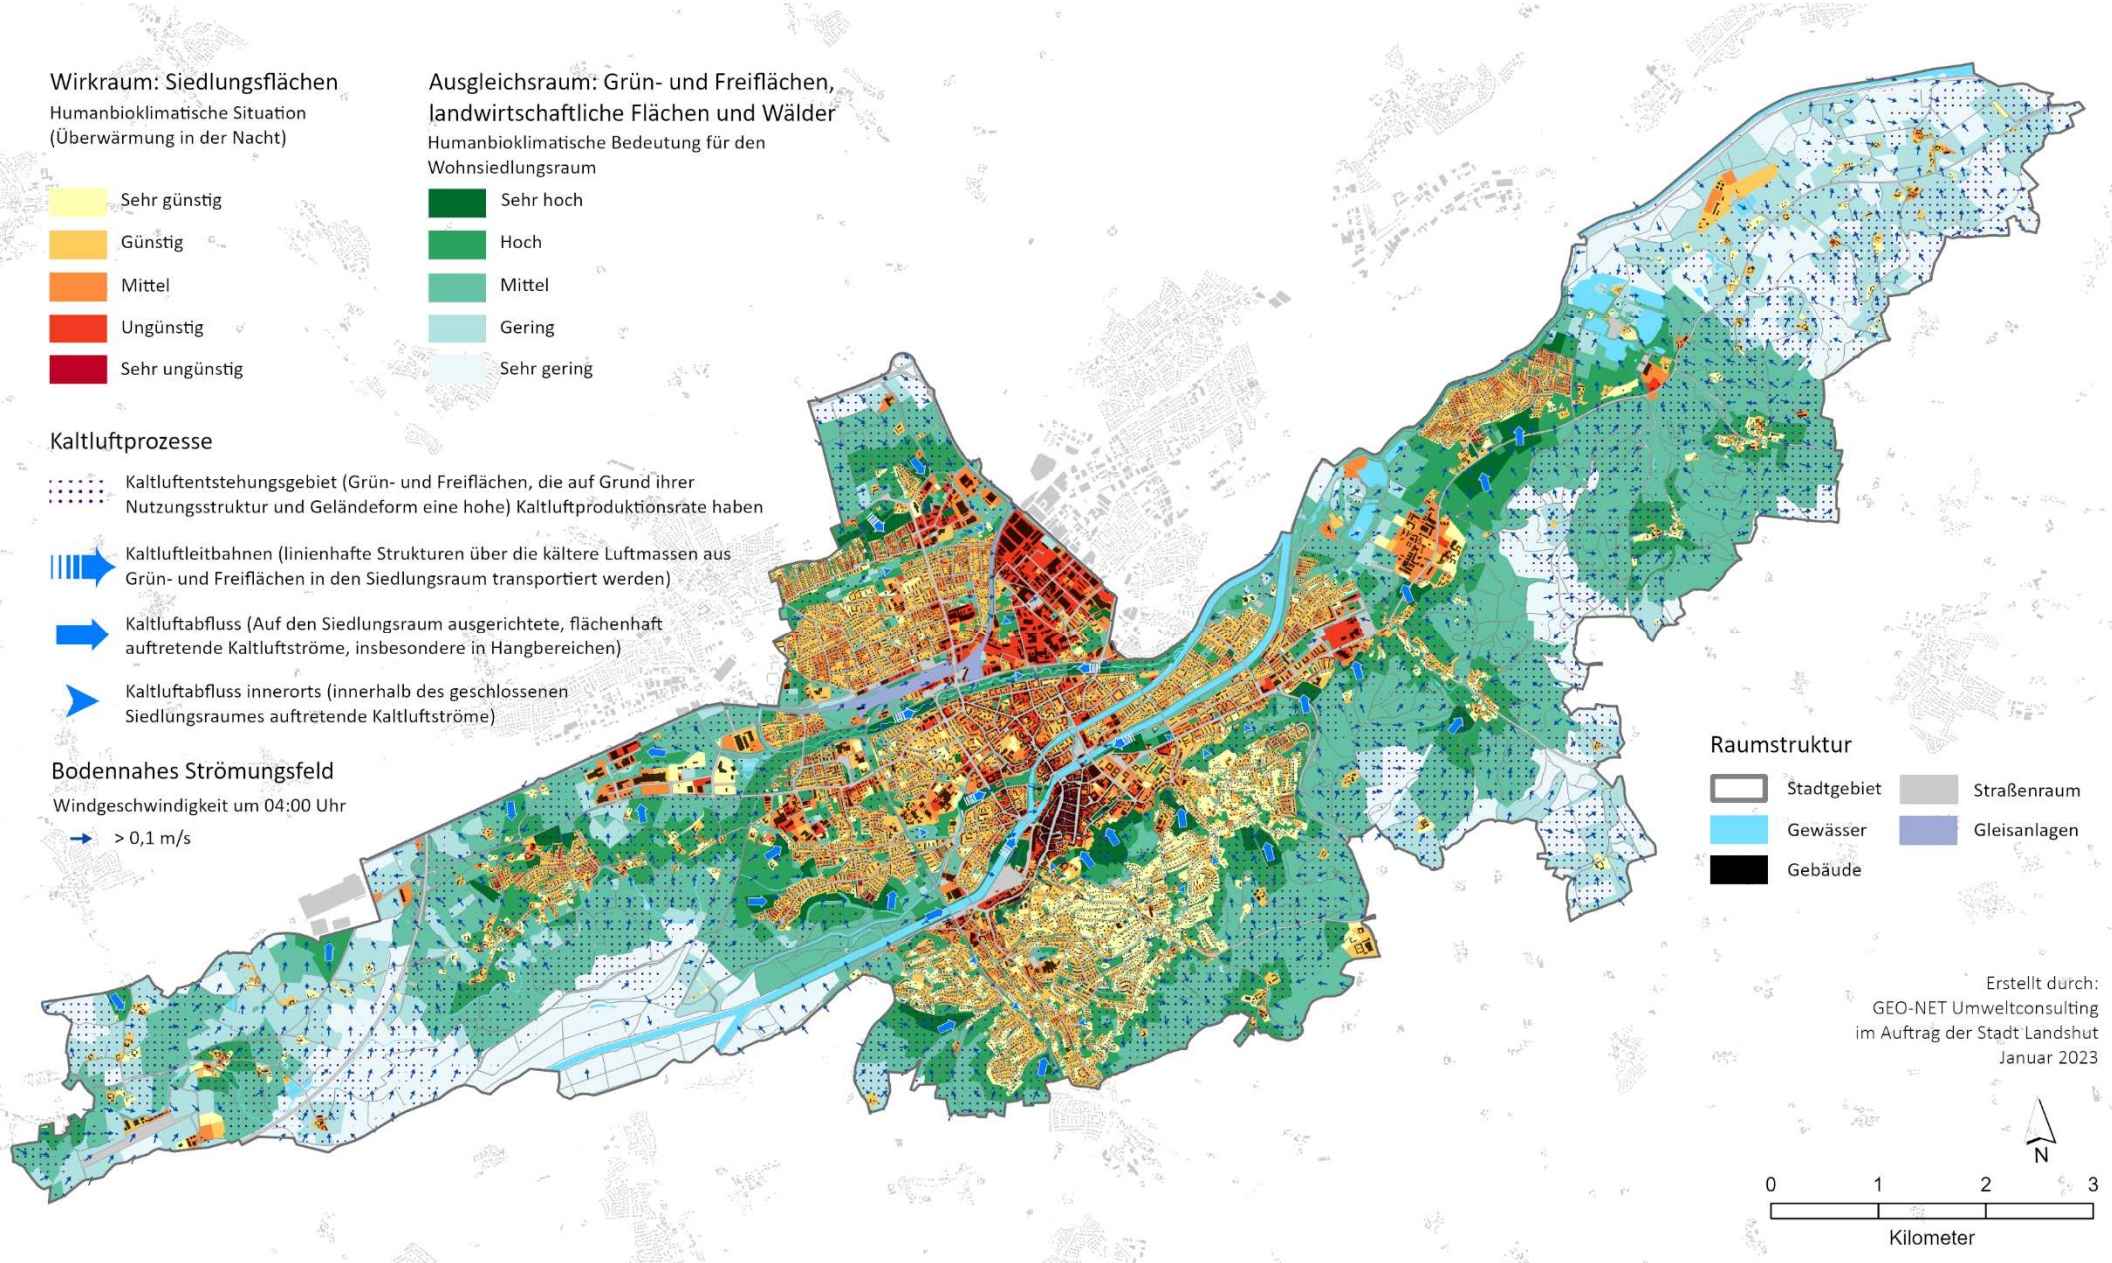 Wirkraum: Siedlungsflächen
Humanbioklimatische Situation
(Überwärmung in der Nacht)
Sehr günstig
Günstig
Mittel
Ungünstig
Sehr ungünstig
Ausgleichsraum: Grün- und Freiflächen,
landwirtschaftliche Flächen und Wälder
Humanbioklimatische Bedeutung für den
Wohnsiedlungsraum
Sehr hoch
Hoch
Mittel
Gering
Sehr gering
Kaltluftprozesse
Kaltluftentstehungsgebiet (Grün- und Freiflächen, die auf Grund ihrer
Nutzungsstruktur und Geländeform eine hohe) Kaltluftproduktionsrate haben
Kaltluftleitbahnen (linienhafte Strukturen über die kältere Luftmassen aus
Grün- und Freiflächen in den Siedlungsraum transportiert werden)
Kaltluftabfluss (Auf den Siedlungsraum ausgerichtete, flächenhaft
auftretende Kaltluftströme, insbesondere in Hangbereichen)
Kaltluftabfluss innerorts (innerhalb des geschlossenen
Siedlungsraumes auftretende Kaltluftströme)
Bodennahes Strömungsfeld
Windgeschwindigkeit um 04:00 Uhr
> 0,1 m/s
Raumstruktur
Stadtgebiet
Straßenraum
Gewässer
Gleisanlagen
Gebäude
Erstellt durch:
GEO-NET Umweltconsulting
im Auftrag der Stadt Landshut
Januar 2023
N
0 1 2 3
Kilometer